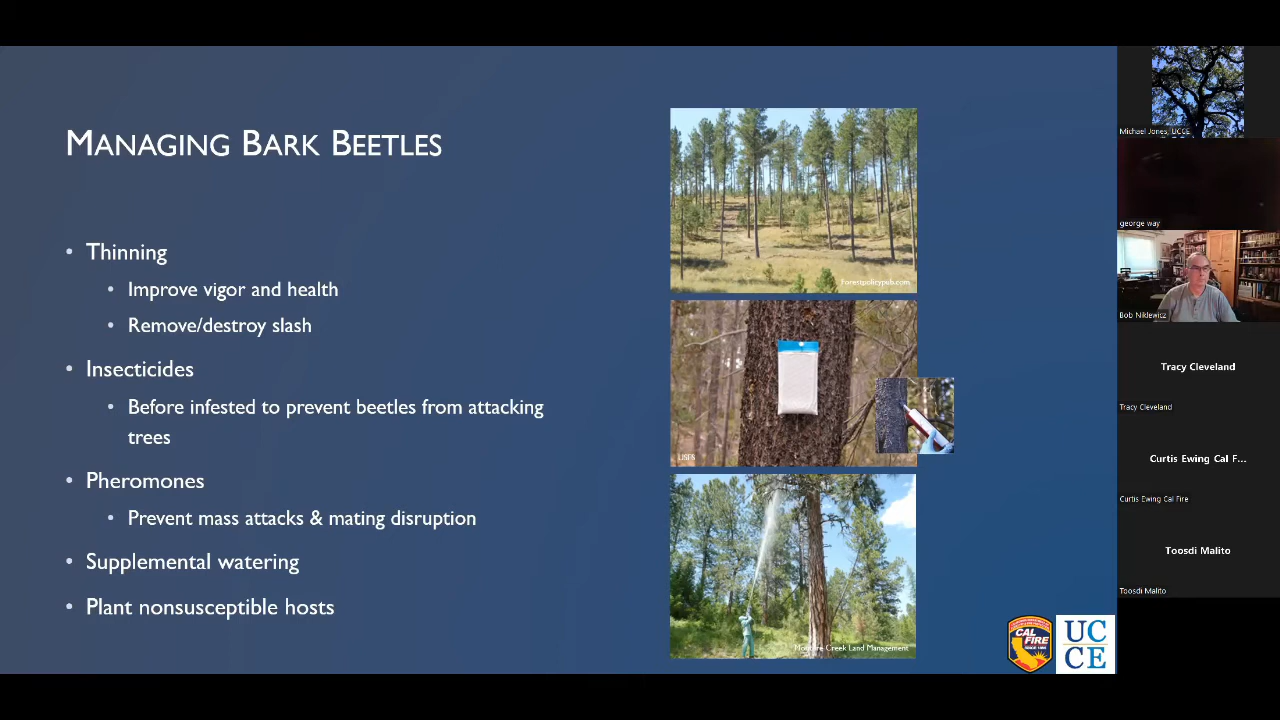 MANAGING BARK BEETLES
• Thinning
• Improve vigor and health
• Remove/destroy slash
• Insecticides
• Before infested to prevent beetles from attacking
trees
• Pheromones
• Prevent mass attacks & mating disruption
• Supplemental watering
• Plant nonsusceptible hosts
Forestpolicypub.com
USFS
Creek Land Management
CAL
FIRE
SINCE 1885
UC
CE
Michael Jones, UCCE
george way
Bob Niklewicz
Tracy Cleveland
Tracy Cleveland
Curtis Ewing Cal F...
Curtis Ewing Cal Fire
Toosdi Malito
Toosdi Malito